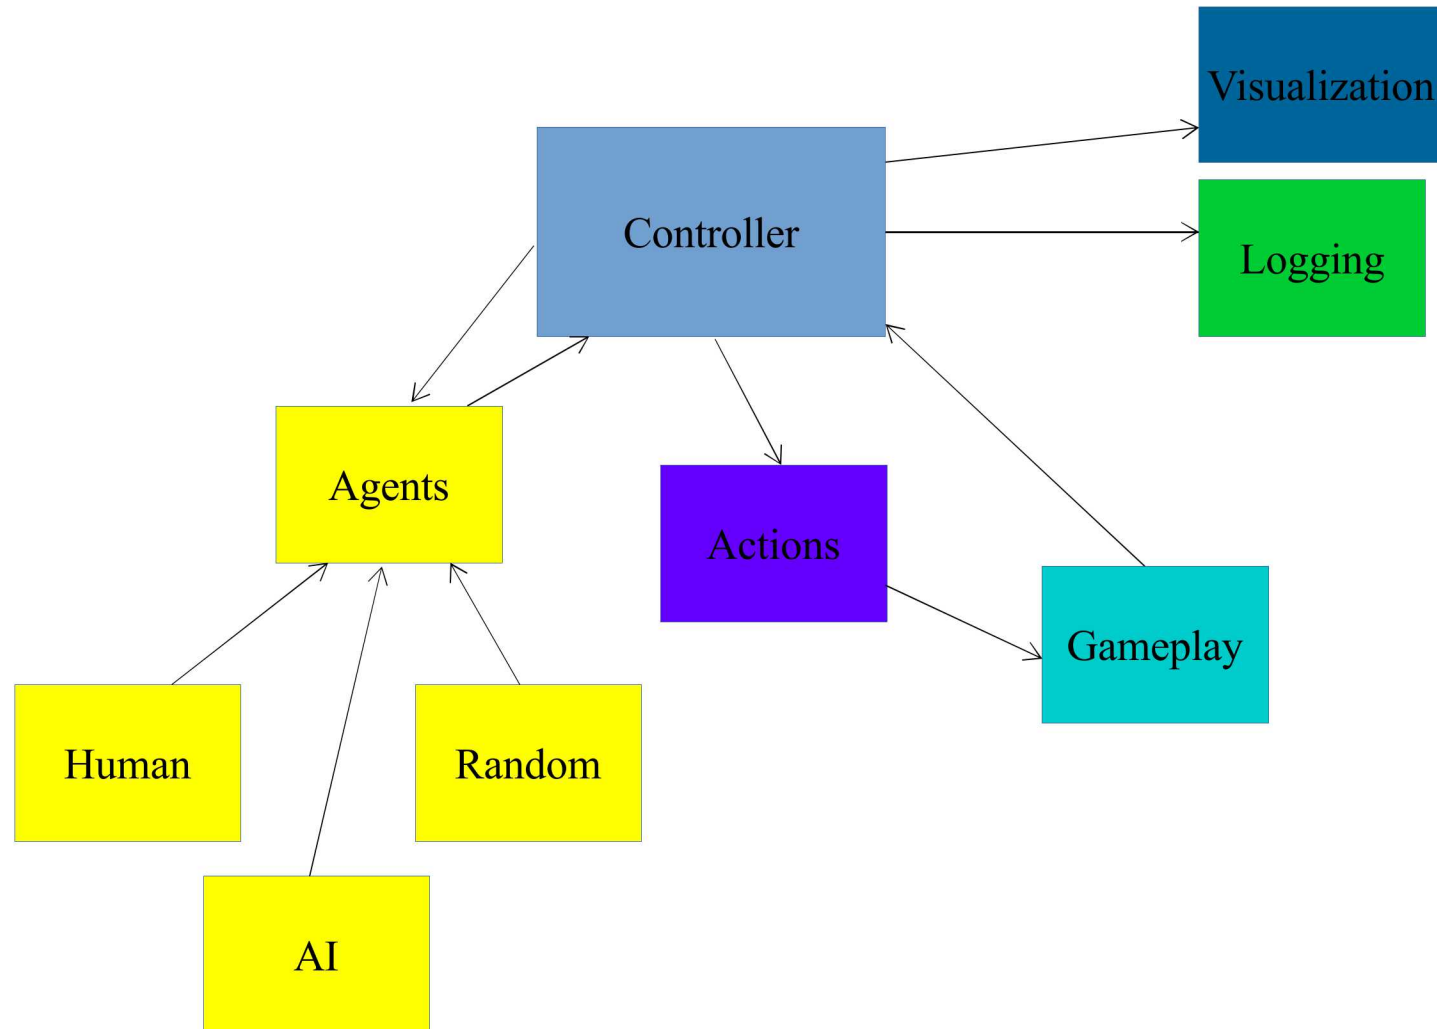 Visualization
Controller
Logging
Agents
Actions
Gameplay
Human
Random
AI